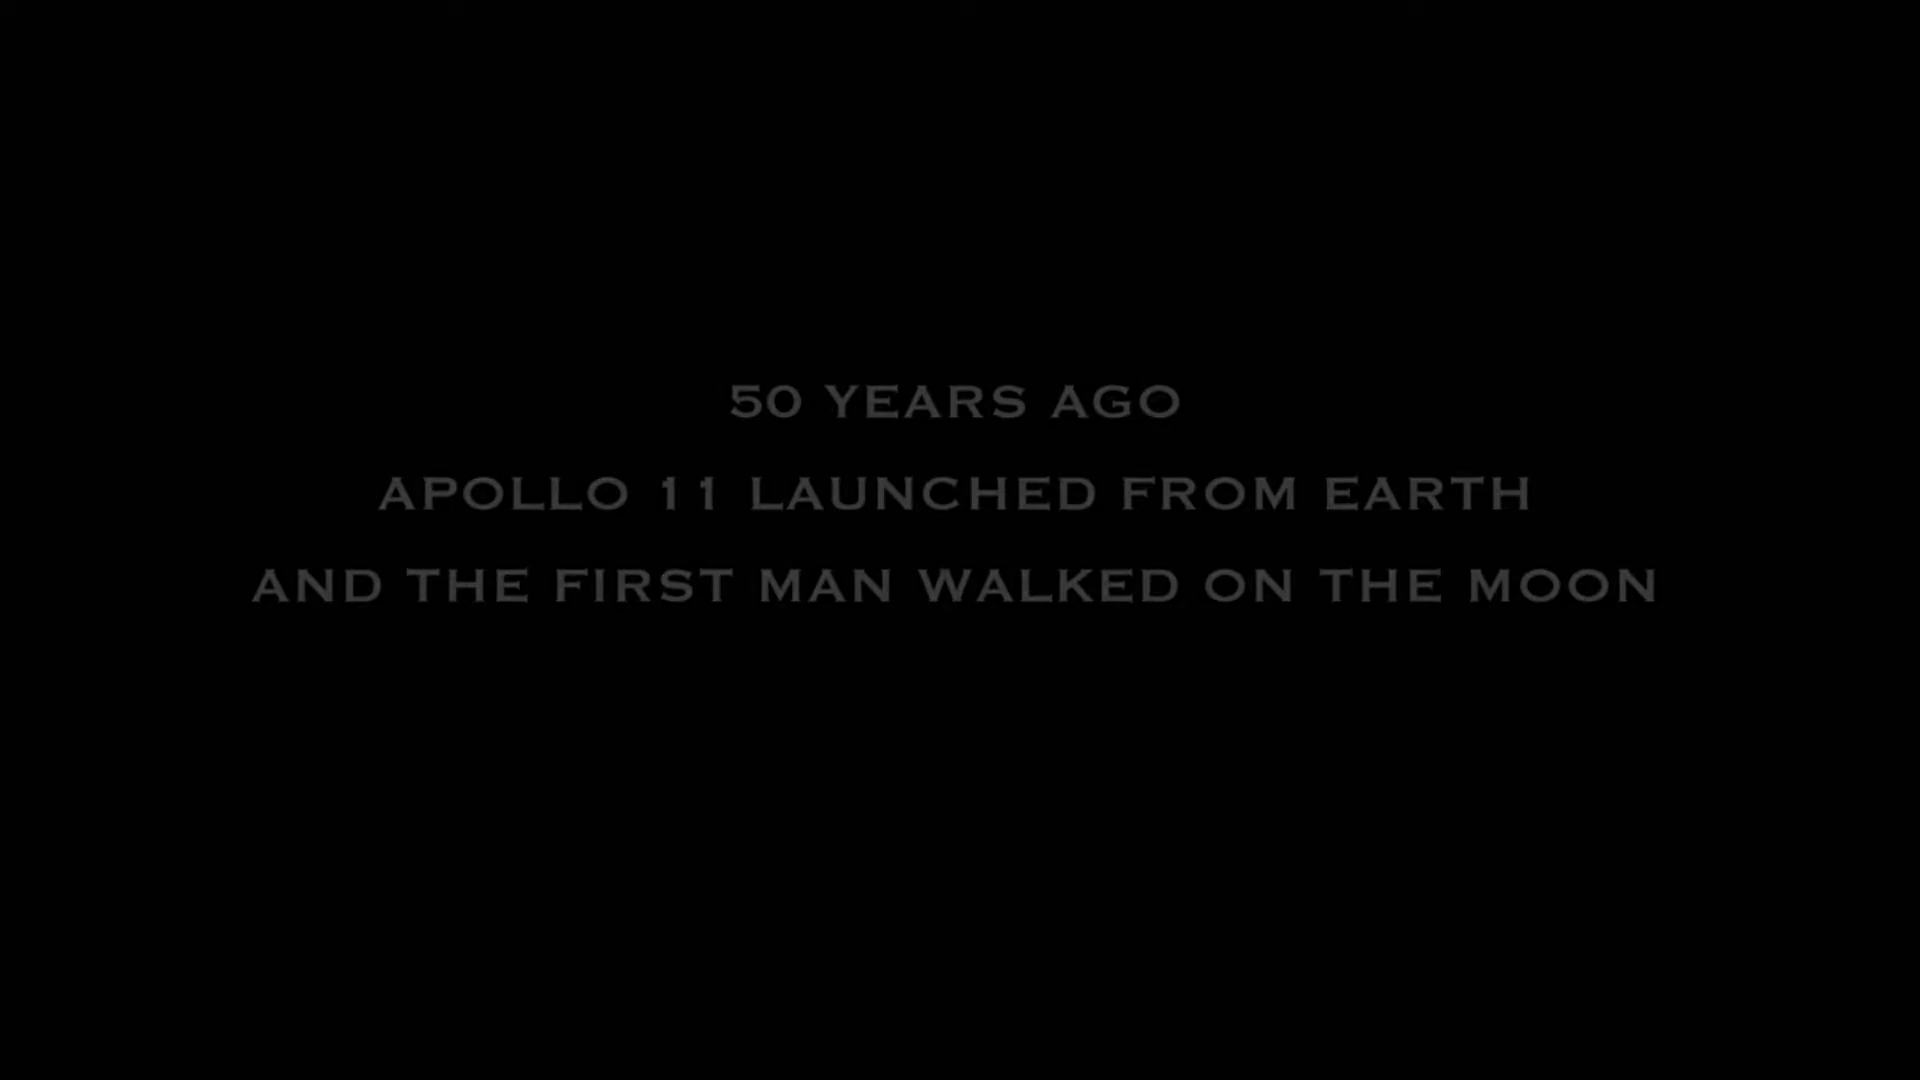 50 YEARS AGO
APOLLO 11 LAUNCHED FROM EARTH
AND THE FIRST MAN WALKED ON THE MOON